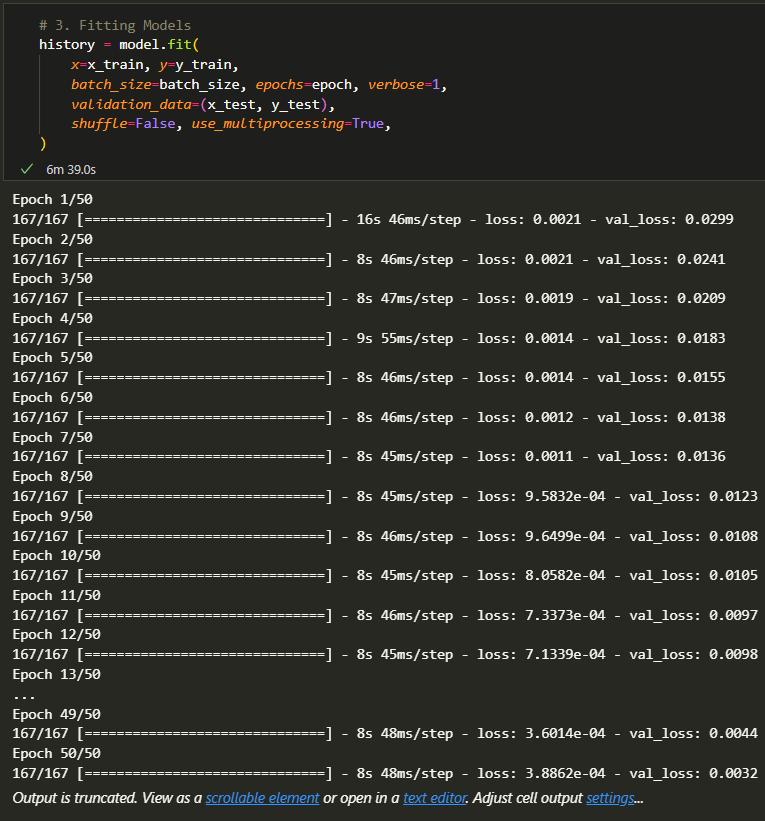 # 3. Fitting Models
history = model.fit(
x=x_train, y=y_train,
batch_size=batch_size, epochs=epoch, verbose=1,
validation_data=(x_test, y_test),
shuffle=False, use_multiprocessing=True,
)
6m 39.0s
Epoch 1/50
167/167 [==============================] - 16s 46ms/step - loss: 0.0021 - val_loss: 0.0299
Epoch 2/50
167/167 [==============================] - 8s 46ms/step - loss: 0.0021 - val_loss: 0.0241
Epoch 3/50
167/167 [==============================] - 8s 47ms/step - loss: 0.0019 - val_loss: 0.0209
Epoch 4/50
167/167 [==============================] - 9s 55ms/step - loss: 0.0014 - val_loss: 0.0183
Epoch 5/50
167/167 [==============================] - 8s 46ms/step - loss: 0.0014 - val_loss: 0.0155
Epoch 6/50
167/167 [==============================] - 8s 46ms/step - loss: 0.0012 - val_loss: 0.0138
Epoch 7/50
167/167 [==============================] - 8s 45ms/step - loss: 0.0011 - val_loss: 0.0136
Epoch 8/50
167/167 [==============================] - 8s 45ms/step - loss: 9.5832e-04 - val_loss: 0.0123
Epoch 9/50
167/167 [==============================] - 8s 46ms/step - loss: 9.6499e-04 - val_loss: 0.0108
Epoch 10/50
167/167 [==============================] - 8s 45ms/step - loss: 8.0582e-04 - val_loss: 0.0105
Epoch 11/50
167/167 [==============================] - 8s 46ms/step - loss: 7.3373e-04 - val_loss: 0.0097
Epoch 12/50
167/167 [==============================] - 8s 45ms/step - loss: 7.1339e-04 - val_loss: 0.0098
Epoch 13/50
...
Epoch 49/50
167/167 [==============================] - 8s 48ms/step - loss: 3.6014e-04 - val_loss: 0.0044
Epoch 50/50
167/167 [==============================] - 8s 48ms/step - loss: 3.8862e-04 - val_loss: 0.0032
Output is truncated. View as a scrollable element or open in a text editor. Adjust cell output settings...